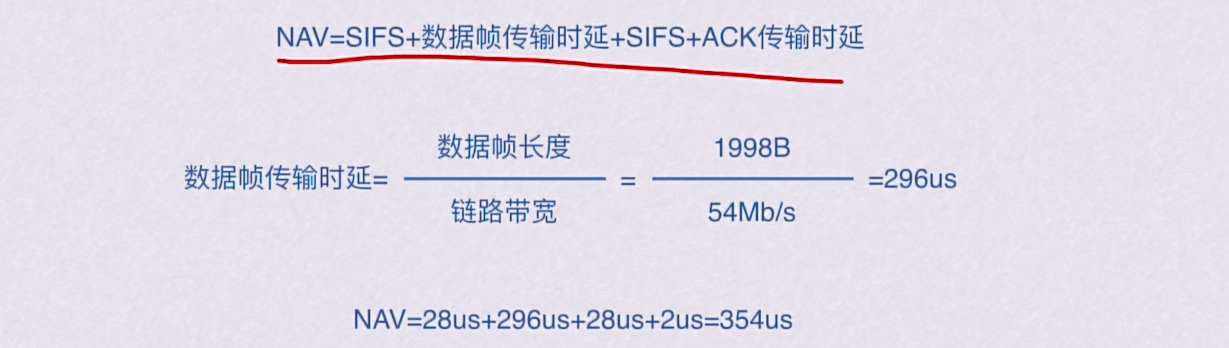 NAV=SIFS+数据帧传输时延+SIFS+ACK传输时延
数据帧长度
1998B
数据帧传输时延=
=
=296us
链路带宽
54Mb/s
NAV=28us+296us+28us+2us=354us